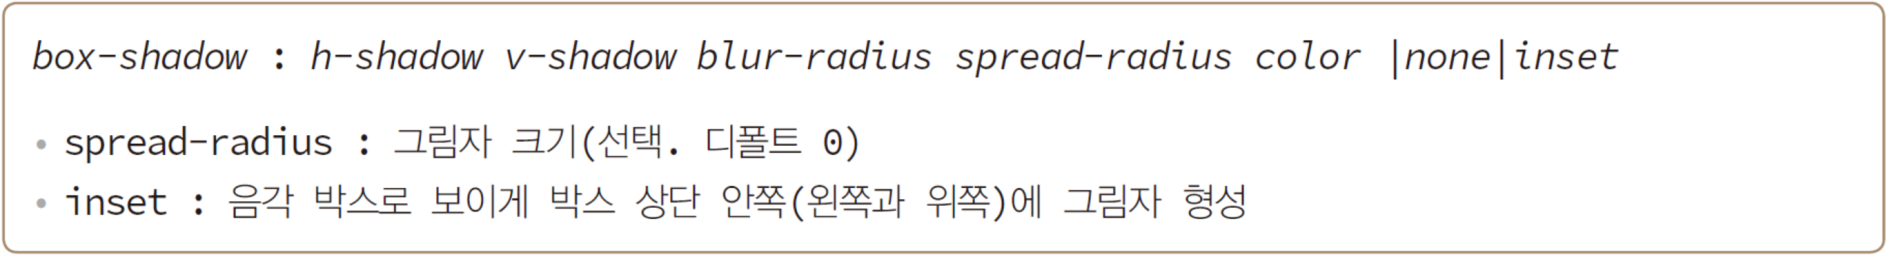 box-shadow : h-shadow v-shadow blur-radius spread-radius color |none|inset
• spread-radius : 그림자 크기(선택. 디폴트 0)
• inset : 음각 박스로 보이게 박스 상단 안쪽(왼쪽과 위쪽)에 그림자 형성